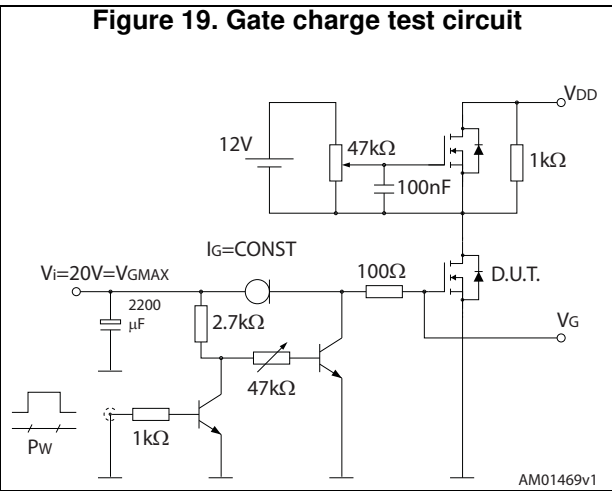 Figure 19. Gate charge test circuit
VDD
12V
47kΩ
1kΩ
100nF
IG=CONST
Vi=20V=VGMAX
100Ω
D.U.T.
2200
μF
2.7kΩ
VG
47kΩ
1kΩ
PW
AM01469v1